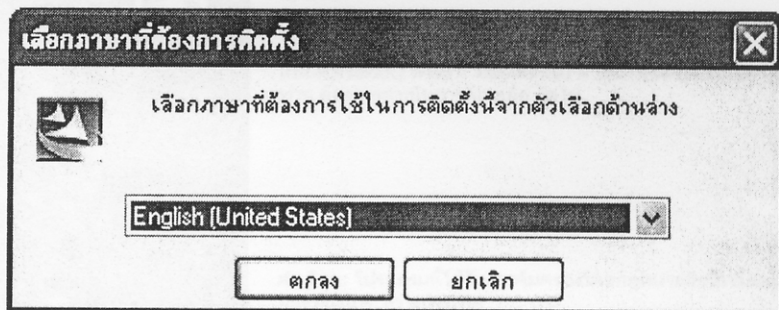 เลือกภาษาที่ต้องการติดตั้ง
เลือกภาษาที่ต้องการใช้ในการติดตั้งนี้จากตัวเลือกด้านล่าง
English (United States)
ตกลง
ยกเลิก